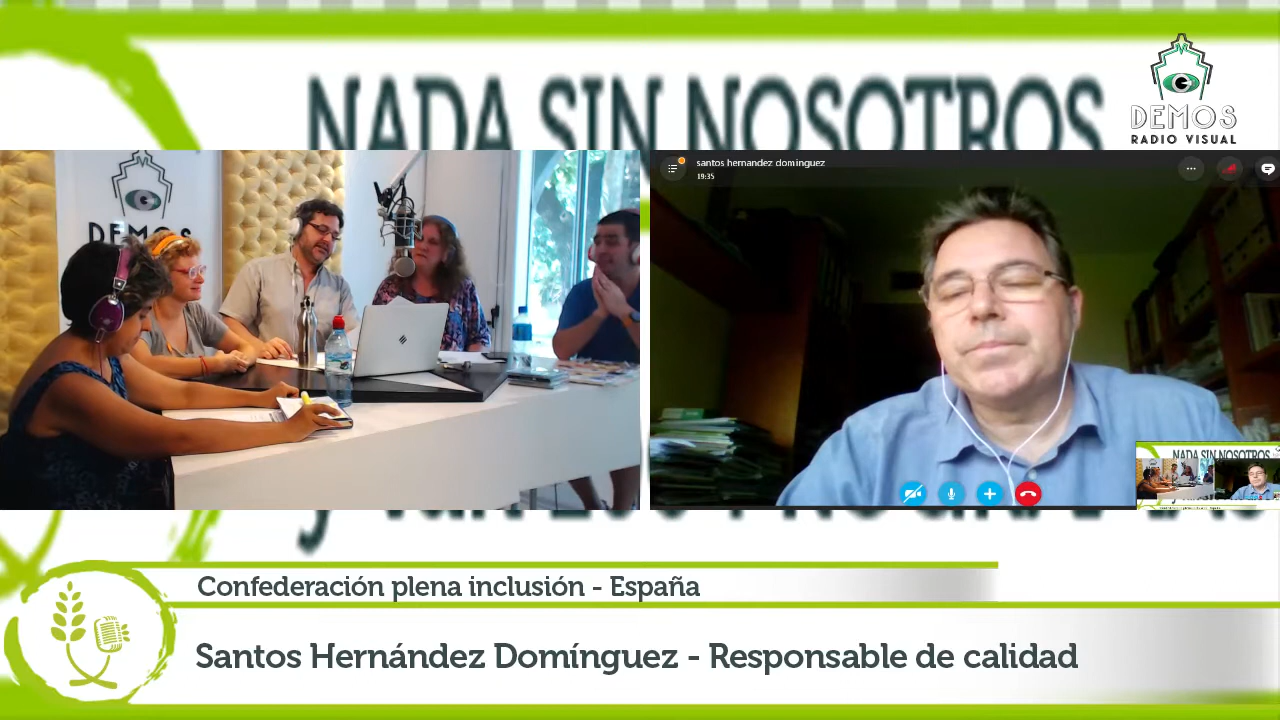 NADA SIN NOSOTROS
DEMOS
RADIO VISUAL
DEMOS
santos hernandez dominguez
19:35
NADA SIN NOSOTROS
Confederación plena inclusión - España
Santos Hernández Domínguez - Responsable de calidad